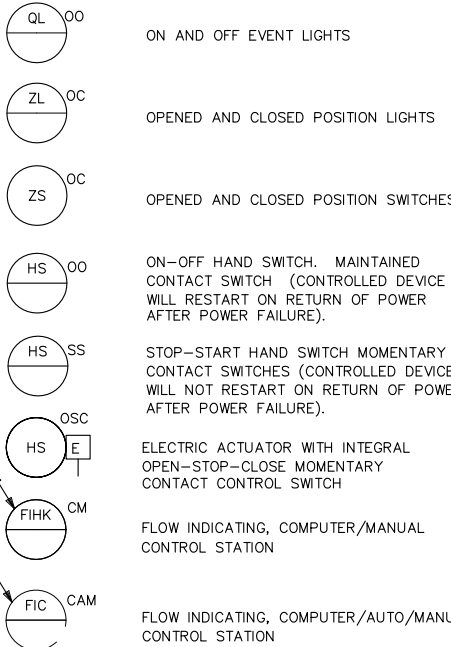 QL OO
ON AND OFF EVENT LIGHTS
ZL OC
OPENED AND CLOSED POSITION LIGHTS
ZS OC
OPENED AND CLOSED POSITION SWITCHES
HS OO
ON-OFF HAND SWITCH. MAINTAINED
CONTACT SWITCH (CONTROLLED DEVICE
WILL RESTART ON RETURN OF POWER
AFTER POWER FAILURE).
HS SS
STOP-START HAND SWITCH MOMENTARY
CONTACT SWITCHES (CONTROLLED DEVICE
WILL NOT RESTART ON RETURN OF POWE
AFTER POWER FAILURE).
OSC
HS E
ELECTRIC ACTUATOR WITH INTEGRAL
OPEN-STOP-CLOSE MOMENTARY
CONTACT CONTROL SWITCH
FIHK CM
FLOW INDICATING, COMPUTER/MANUAL
CONTROL STATION
FIC CAM
FLOW INDICATING, COMPUTER/AUTO/MANU
CONTROL STATION